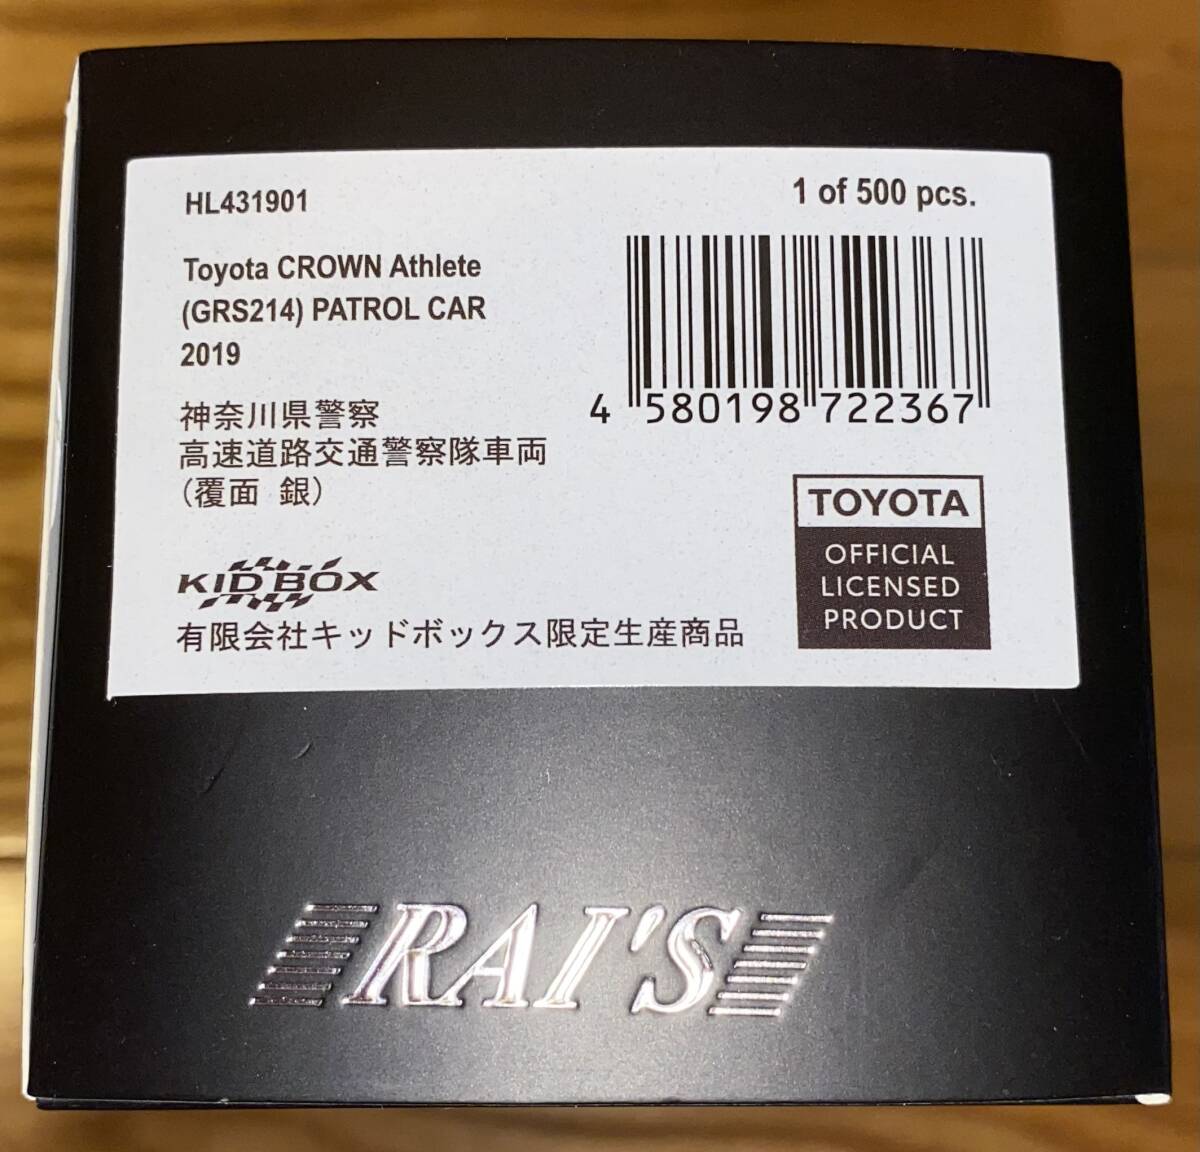 HL431901
1 of 500 pcs.
Toyota CROWN Athlete
(GRS214) PATROL CAR
2019
神奈川県警察
高速道路交通警察隊車両
(覆面 銀)
4 580198 722367
TOYOTA
OFFICIAL
LICENSED
PRODUCT
KID BOX
有限会社キッドボックス限定生産商品
RAI'S